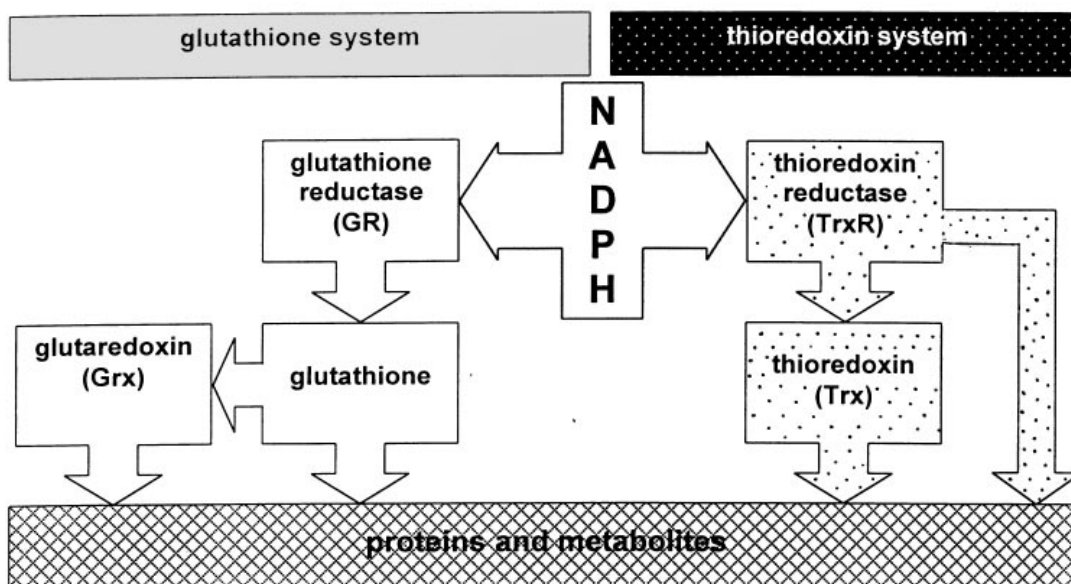 glutathione system
thioredoxin system
N
A
D
P
H
glutathione
reductase
(GR)
thioredoxin
reductase
(TrxR)
glutaredoxin
(Grx)
glutathione
thioredoxin
(Trx)
proteins and metabolites